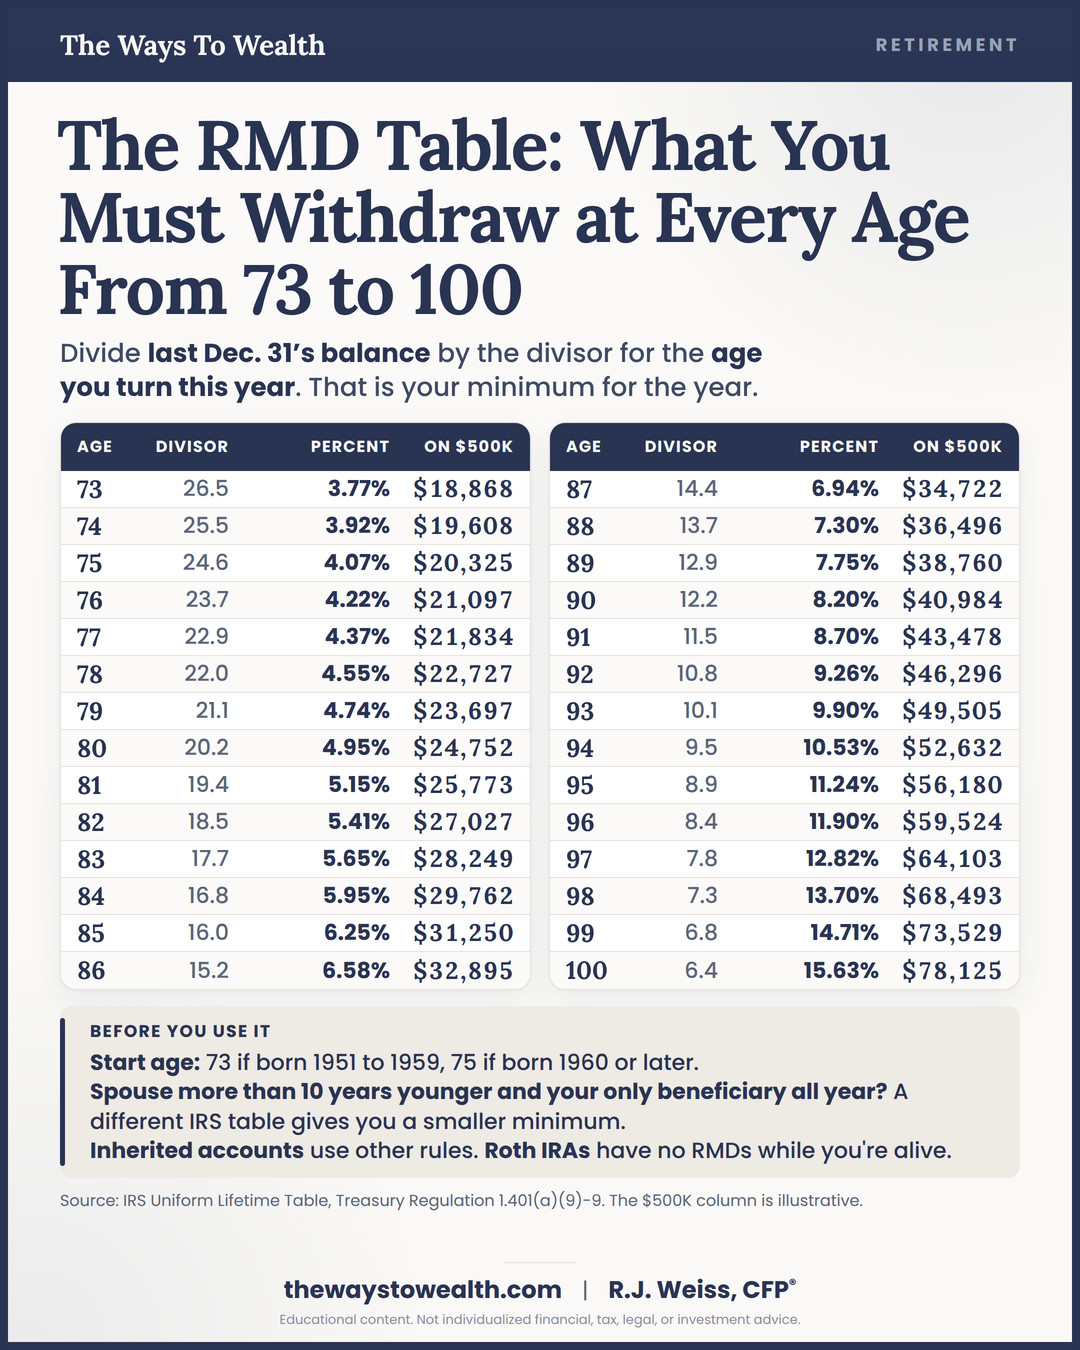 The Ways To Wealth
RETIREMENT
The RMD Table: What You
Must Withdraw at Every Age
From 73 to 100
Divide last Dec. 31’s balance by the divisor for the age
you turn this year. That is your minimum for the year.
AGE DIVISOR PERCENT ON $500K
73 26.5 3.77% $18,868
74 25.5 3.92% $19,608
75 24.6 4.07% $20,325
76 23.7 4.22% $21,097
77 22.9 4.37% $21,834
78 22.0 4.55% $22,727
79 21.1 4.74% $23,697
80 20.2 4.95% $24,752
81 19.4 5.15% $25,773
82 18.5 5.41% $27,027
83 17.7 5.65% $28,249
84 16.8 5.95% $29,762
85 16.0 6.25% $31,250
86 15.2 6.58% $32,895
AGE DIVISOR PERCENT ON $500K
87 14.4 6.94% $34,722
88 13.7 7.30% $36,496
89 12.9 7.75% $38,760
90 12.2 8.20% $40,984
91 11.5 8.70% $43,478
92 10.8 9.26% $46,296
93 10.1 9.90% $49,505
94 9.5 10.53% $52,632
95 8.9 11.24% $56,180
96 8.4 11.90% $59,524
97 7.8 12.82% $64,103
98 7.3 13.70% $68,493
99 6.8 14.71% $73,529
100 6.4 15.63% $78,125
BEFORE YOU USE IT
Start age: 73 if born 1951 to 1959, 75 if born 1960 or later.
Spouse more than 10 years younger and your only beneficiary all year? A
different IRS table gives you a smaller minimum.
Inherited accounts use other rules. Roth IRAs have no RMDs while you're alive.
Source: IRS Uniform Lifetime Table, Treasury Regulation 1.401(a)(9)-9. The $500K column is illustrative.
thewaystowealth.com | R.J. Weiss, CFP®
Educational content. Not individualized financial, tax, legal, or investment advice.